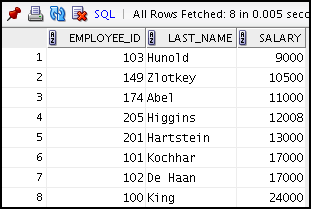 SQL | All Rows Fetched: 8 in 0.005 seco
EMPLOYEE_ID LAST_NAME SALARY
1 103 Hunold 9000
2 149 Zlotkey 10500
3 174 Abel 11000
4 205 Higgins 12008
5 201 Hartstein 13000
6 101 Kochhar 17000
7 102 De Haan 17000
8 100 King 24000